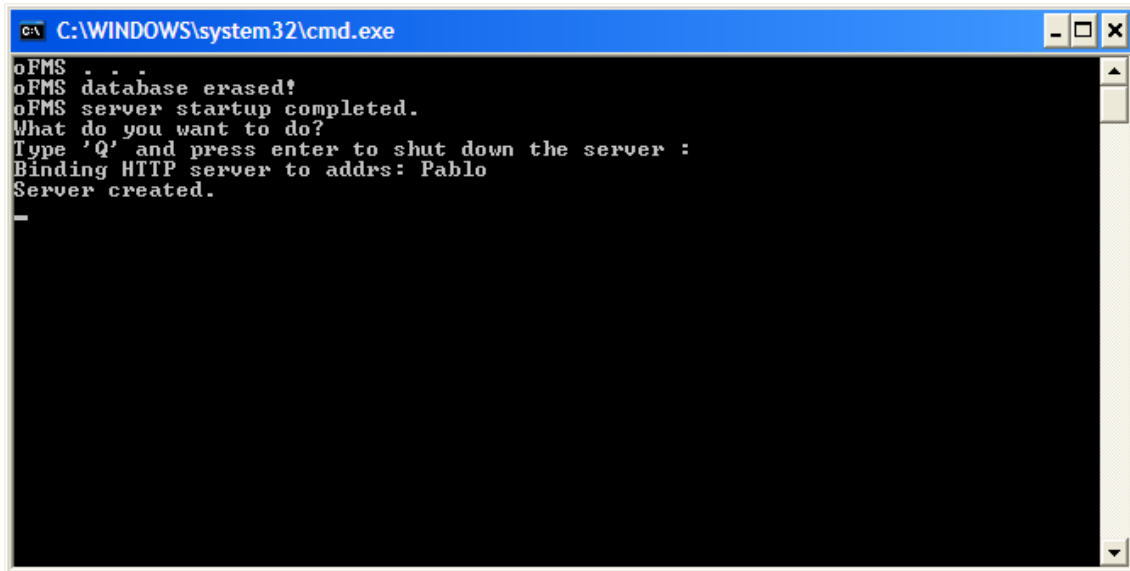 C:\WINDOWS\system32\cmd.exe
oFMS . . .
oFMS database erased!
oFMS server startup completed.
What do you want to do?
Type 'Q' and press enter to shut down the server :
Binding HTTP server to addrs: Pablo
Server created.